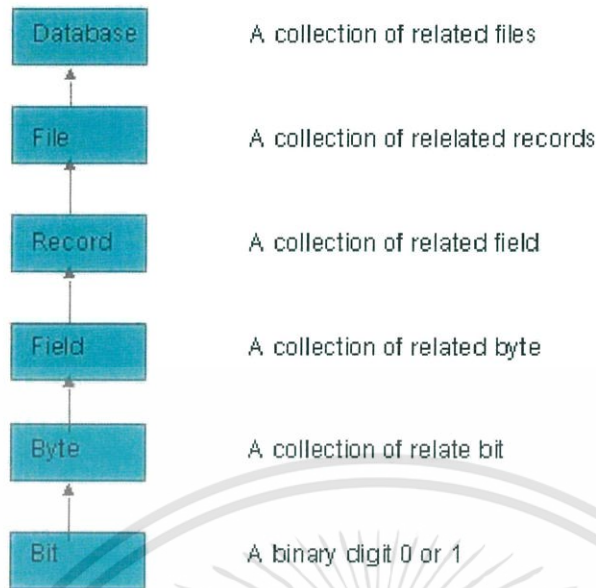 Database A collection of related files
File A collection of relelated records
Record A collection of related field
Field A collection of related byte
Byte A collection of relate bit
Bit A binary digit 0 or 1